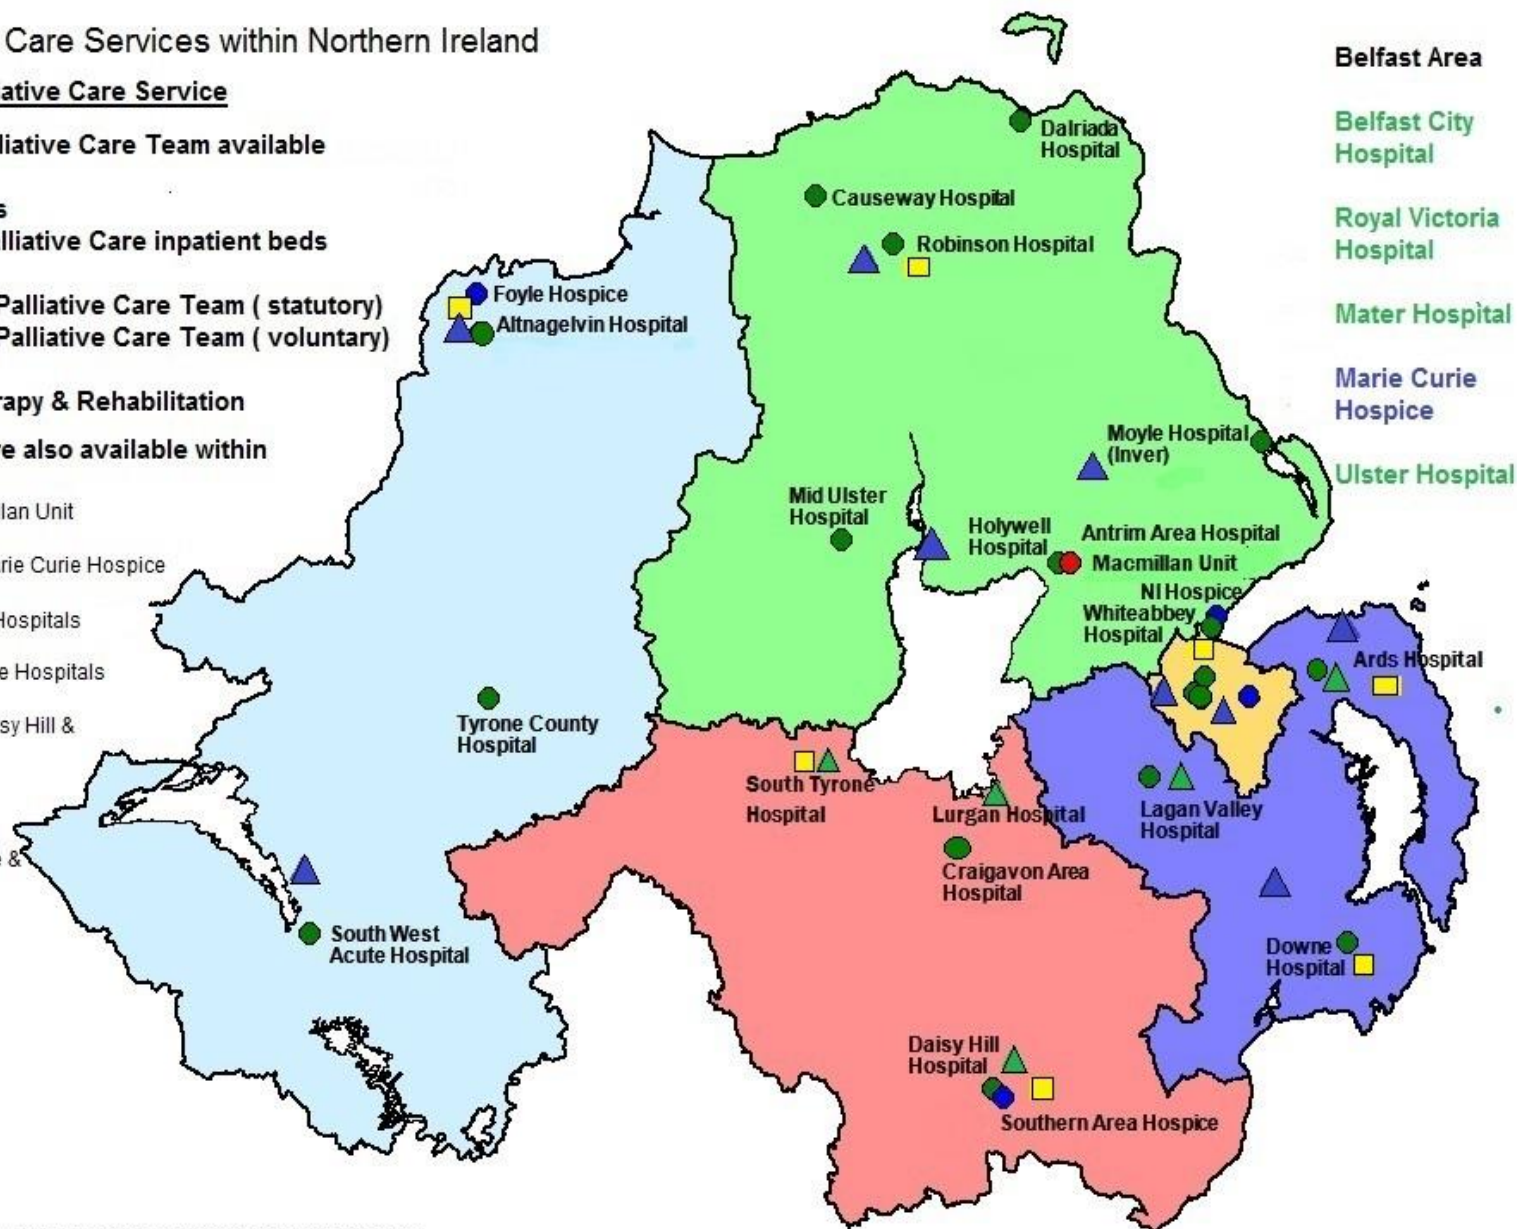 Care Services within Northern Ireland
ative Care Service
liative Care Team available
s
lliative Care inpatient beds
Palliative Care Team ( statutory)
Palliative Care Team ( voluntary)
rapy & Rehabilitation
e also available within
lan Unit
rie Curie Hospice
Hospitals
e Hospitals
sy Hill &
&
Belfast Area
Belfast City
Hospital
Royal Victoria
Hospital
Mater Hospital
Marie Curie
Hospice
Ulster Hospital
Dalriada
Hospital
Causeway Hospital
Robinson Hospital
Foyle Hospice
Altnagelvin Hospital
Moyle Hospital
(Inver)
Mid Ulster
Hospital
Holywell
Hospital
Antrim Area Hospital
Macmillan Unit
NI Hospice
Whiteabbey
Hospital
Ards Hospital
Tyrone County
Hospital
South Tyrone
Hospital
Lurgan Hospital
Lagan Valley
Hospital
Craigavon Area
Hospital
South West
Acute Hospital
Downe
Hospital
Daisy Hill
Hospital
Southern Area Hospice